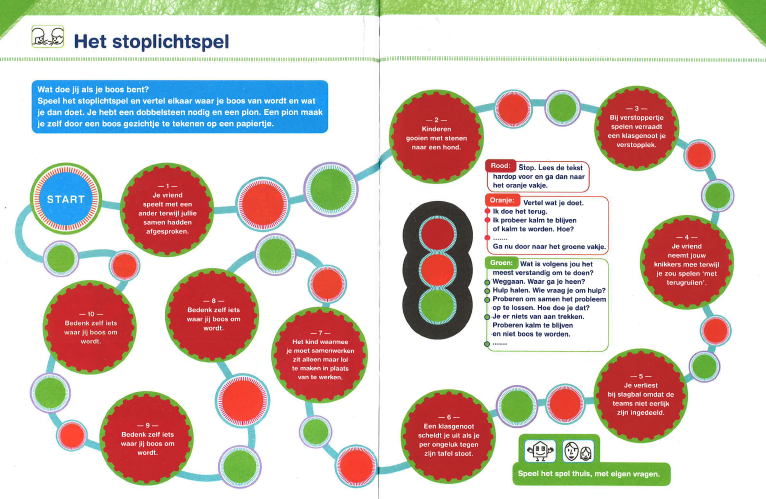 Het stoplichtspel
Wat doe jij als je boos bent?
Speel het stoplichtspel en vertel elkaar waar je boos van wordt en wat
je dan doet. Je hebt een dobbelsteen nodig en een pion. Een pion maak
je zelf door een boos gezichtje te tekenen op een papiertje.
START
— 1 —
Je vriend
speelt met een
ander terwijl jullie
samen hadden
afgesproken.
— 2 —
Kinderen
gooien met stenen
naar een hond.
— 3 —
Bij verstoppertje
spelen verraadt
een klasgenoot je
verstopplek.
Rood: Stop. Lees de tekst
hardop voor en ga dan naar
het oranje vakje.
Oranje: Vertel wat je doet.
Ik doe het terug.
Ik probeer kalm te blijven
of kalm te worden. Hoe?
.......
Ga nu door naar het groene vakje.
Groen: Wat is volgens jou het
meest verstandig om te doen?
Weggaan. Waar ga je heen?
Hulp halen. Wie vraag je om hulp?
Proberen om samen het probleem
op te lossen. Hoe doe je dat?
Je er niets van aan trekken.
Proberen kalm te blijven
en niet boos te worden.
.......
— 4 —
Je vriend
neemt jouw
knikkers mee terwijl
je zou spelen 'met
terugruilen'.
— 5 —
Je verliest
bij slagbal omdat de
teams niet eerlijk
zijn ingedeeld.
— 6 —
Een klasgenoot
scheldt je uit als je
per ongeluk tegen
zijn tafel stoot.
— 7 —
Het kind waarmee
je moet samenwerken
zit alleen maar lol
te maken in plaats
van te werken.
— 8 —
Bedenk zelf iets
waar jij boos om
wordt.
— 9 —
Bedenk zelf iets
waar jij boos om
wordt.
— 10 —
Bedenk zelf iets
waar jij boos om
wordt.
Speel het spel thuis, met eigen vragen.